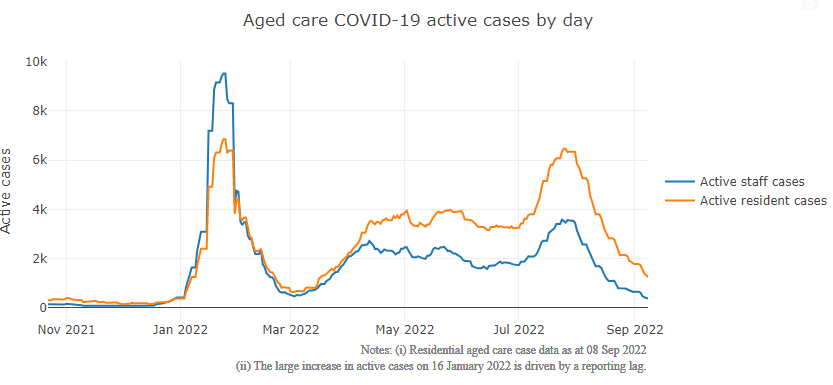 Aged care COVID-19 active cases by day
Active cases
10k
8k
6k
4k
2k
0
Nov 2021 Jan 2022 Mar 2022 May 2022 Jul 2022 Sep 2022
Active staff cases
Active resident cases
Notes: (i) Residential aged care case data as at 08 Sep 2022
(ii) The large increase in active cases on 16 January 2022 is driven by a reporting lag.